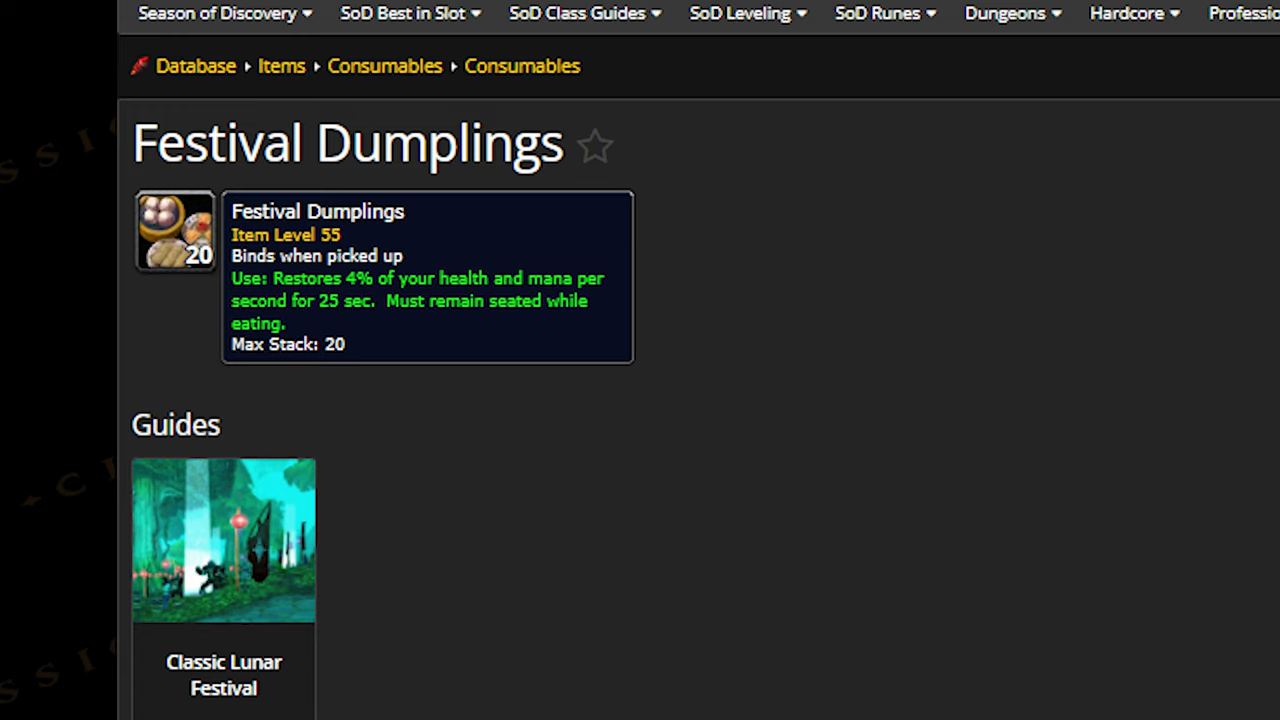 Season of Discovery SoD Best in Slot SoD Class Guides SoD Leveling SoD Runes Dungeons Hardcore Professio
Database Items Consumables Consumables
Festival Dumplings
Festival Dumplings
Item Level 55
Binds when picked up
Use: Restores 4% of your health and mana per
second for 25 sec. Must remain seated while
eating.
Max Stack: 20
20
Guides
Classic Lunar
Festival